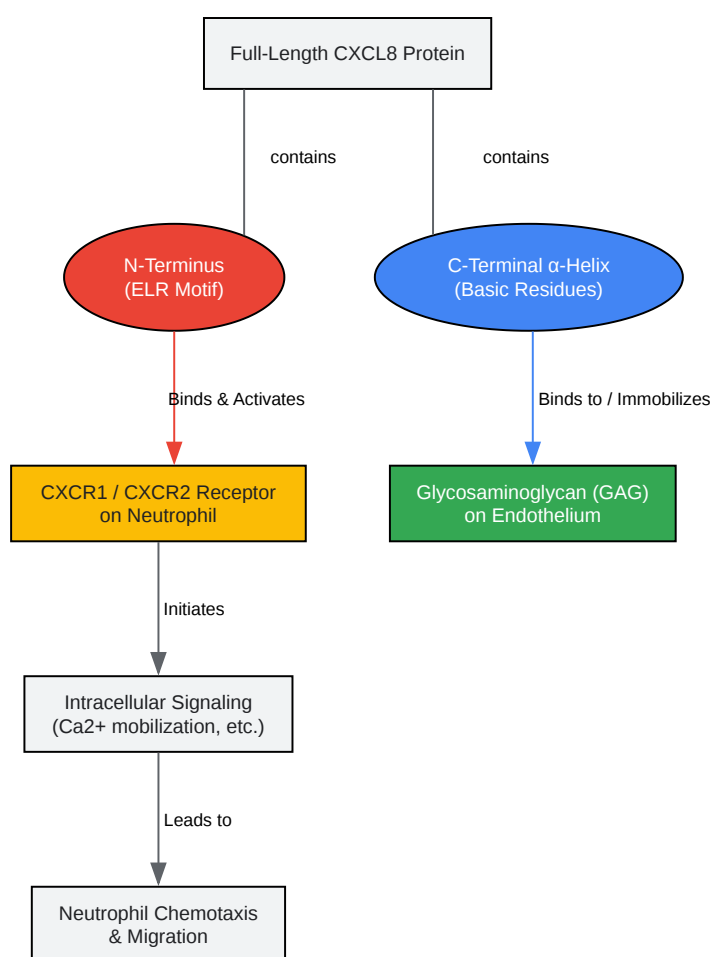 Full-Length CXCL8 Protein
contains
contains
N-Terminus
(ELR Motif)
C-Terminal α-Helix
(Basic Residues)
Binds & Activates
Binds to / Immobilizes
CXCR1 / CXCR2 Receptor
on Neutrophil
Glycosaminoglycan (GAG)
on Endothelium
Initiates
Intracellular Signaling
(Ca2+ mobilization, etc.)
Leads to
Neutrophil Chemotaxis
& Migration